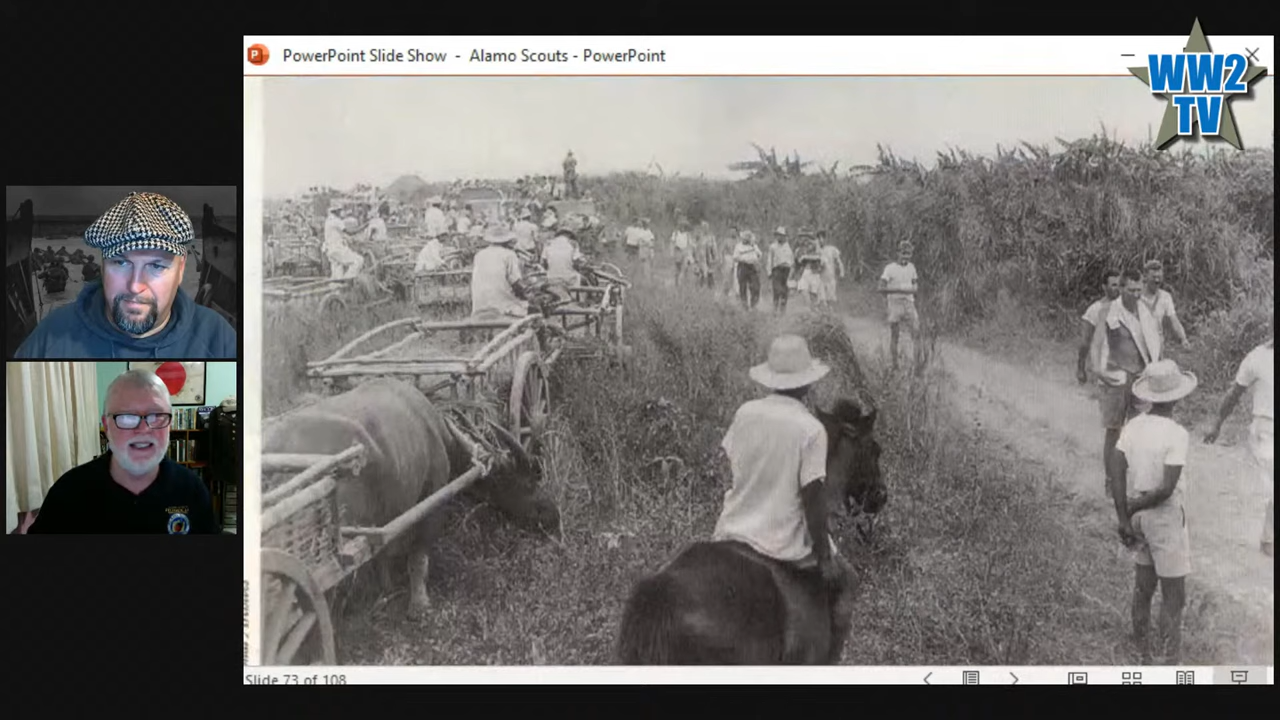 PowerPoint Slide Show - Alamo Scouts - PowerPoint
WW2
TV
Slide 73 of 108